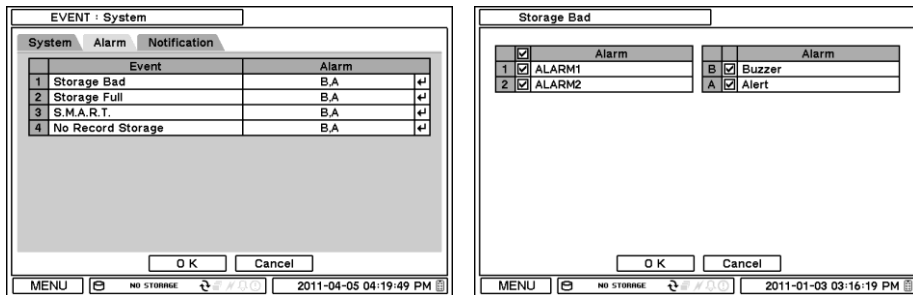 EVENT : System
System Alarm Notification
Event Alarm
1 Storage Bad B,A
2 Storage Full B,A
3 S.M.A.R.T. B,A
4 No Record Storage B,A
O K Cancel
MENU NO STORAGE 2011-04-05 04:19:49 PM
Storage Bad
Alarm Alarm
1 ALARM1 B Buzzer
2 ALARM2 A Alert
O K Cancel
MENU NO STORAGE 2011-01-03 03:16:19 PM